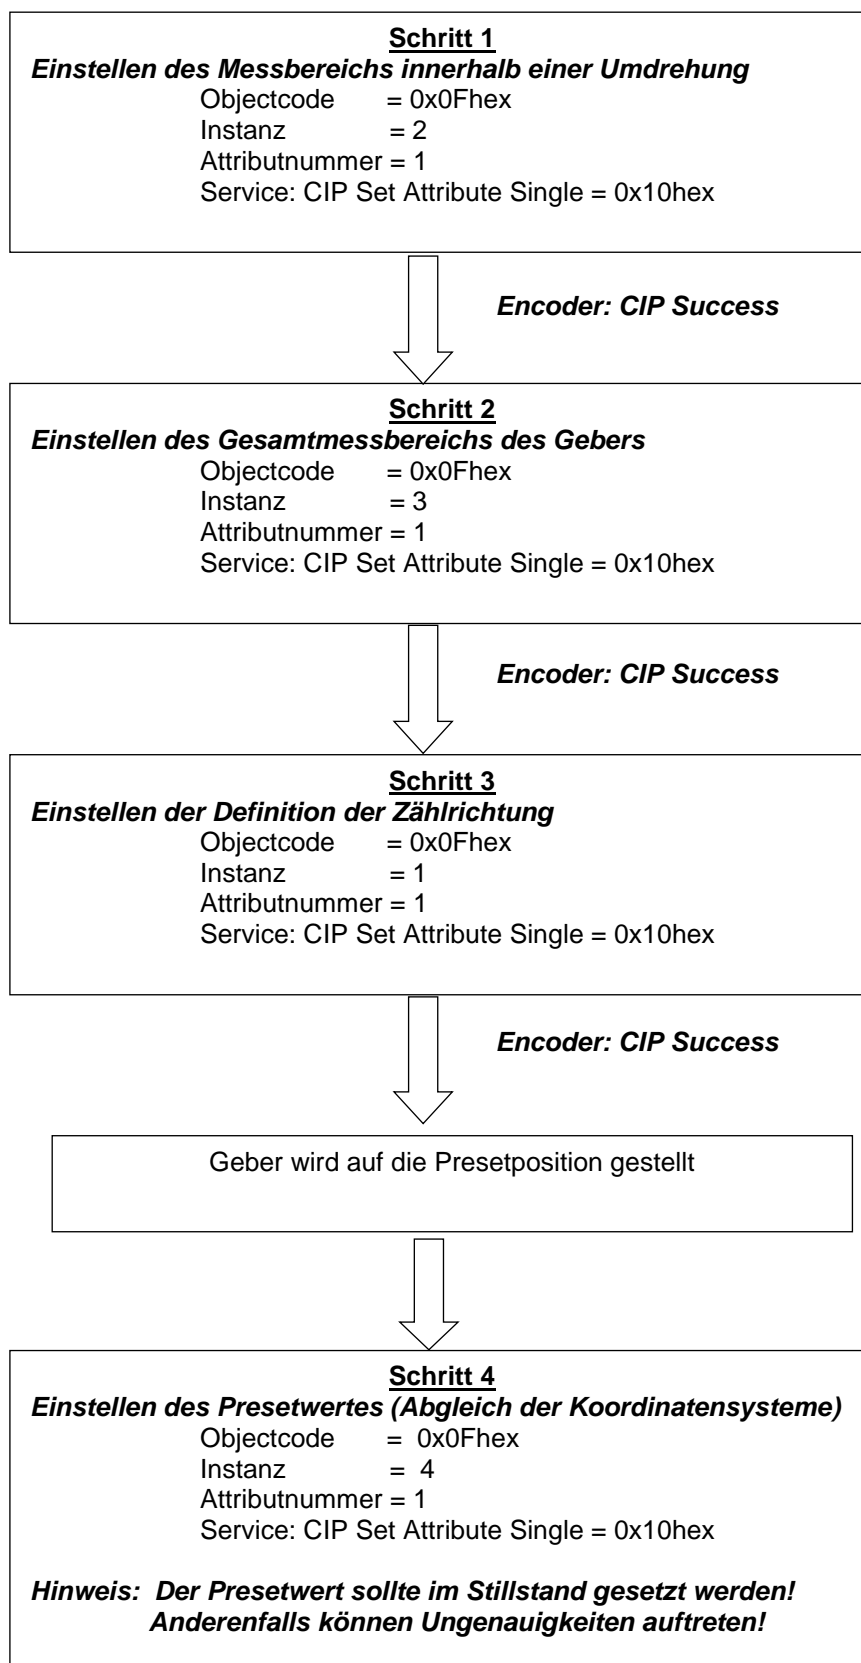 Schritt 1
Einstellen des Messbereichs innerhalb einer Umdrehung
Objectcode = 0x0Fhex
Instanz = 2
Attributnummer = 1
Service: CIP Set Attribute Single = 0x10hex
Encoder: CIP Success
Schritt 2
Einstellen des Gesamtmessbereichs des Gebers
Objectcode = 0x0Fhex
Instanz = 3
Attributnummer = 1
Service: CIP Set Attribute Single = 0x10hex
Encoder: CIP Success
Schritt 3
Einstellen der Definition der Zählrichtung
Objectcode = 0x0Fhex
Instanz = 1
Attributnummer = 1
Service: CIP Set Attribute Single = 0x10hex
Encoder: CIP Success
Geber wird auf die Presetposition gestellt
Schritt 4
Einstellen des Presetwertes (Abgleich der Koordinatensysteme)
Objectcode = 0x0Fhex
Instanz = 4
Attributnummer = 1
Service: CIP Set Attribute Single = 0x10hex
Hinweis: Der Presetwert sollte im Stillstand gesetzt werden!
Anderenfalls können Ungenauigkeiten auftreten!